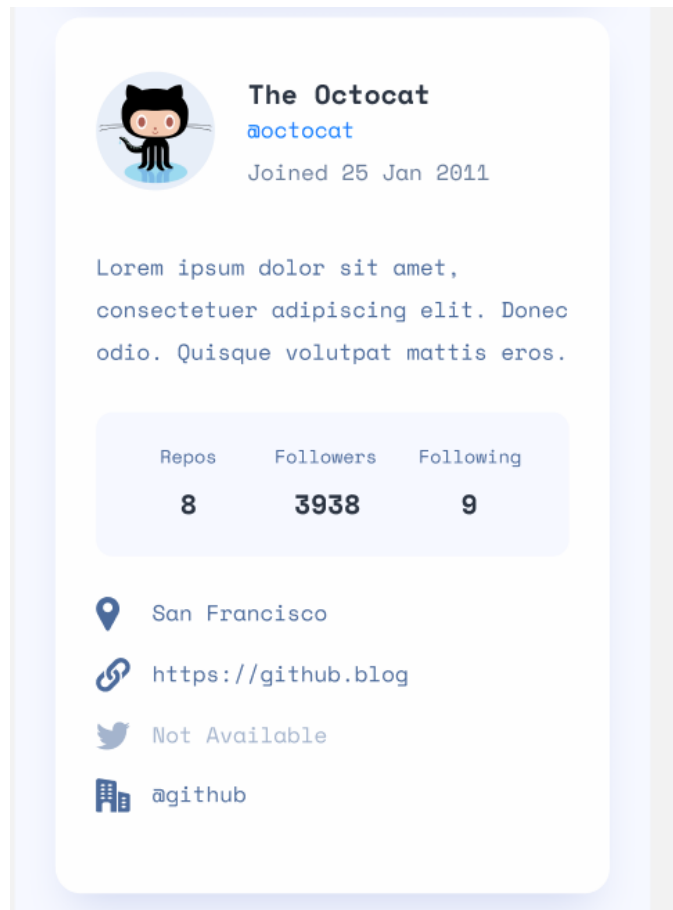 The Octocat
@octocat
Joined 25 Jan 2011
Lorem ipsum dolor sit amet,
consectetuer adipiscing elit. Donec
odio. Quisque volutpat mattis eros.
Repos Followers Following
8 3938 9
San Francisco
https://github.blog
Not Available
@github